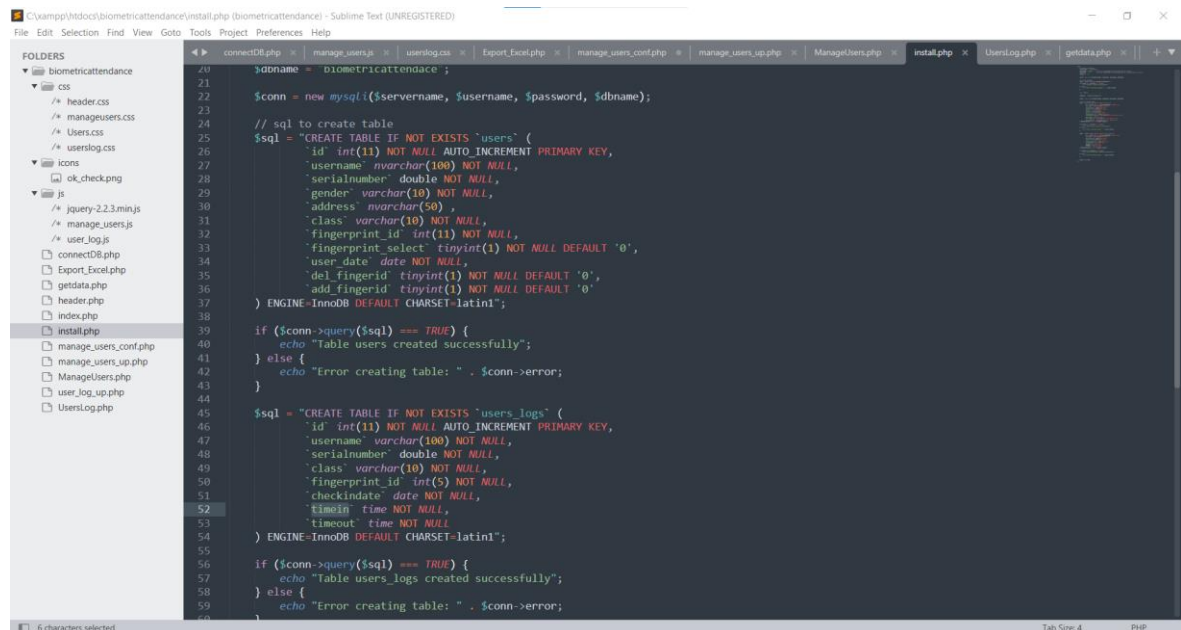 C:\xampp\htdocs\biometricattendance\install.php (biometricattendance) - Sublime Text (UNREGISTERED)
File Edit Selection Find View Goto Tools Project Preferences Help
FOLDERS
biometricattendance
css
/* header.css
/* manageusers.css
/* Users.css
/* userslog.css
icons
ok_check.png
js
/* jquery-2.2.3.min.js
/* manage_users.js
/* user_log.js
connectDB.php
Export_Excel.php
getdata.php
header.php
index.php
install.php
manage_users_conf.php
manage_users_up.php
ManageUsers.php
user_log_up.php
UsersLog.php
connectDB.php manage_users.js userslog.css Export_Excel.php manage_users_conf.php manage_users_up.php ManageUsers.php install.php UsersLog.php getdata.php
20 $dbname = "biometricattendace";
21
22 $conn = new mysqli($servername, $username, $password, $dbname);
23
24 // sql to create table
25 $sql = "CREATE TABLE IF NOT EXISTS `users` (
26 `id` int(11) NOT NULL AUTO_INCREMENT PRIMARY KEY,
27 `username` nvarchar(100) NOT NULL,
28 `serialnumber` double NOT NULL,
29 `gender` varchar(10) NOT NULL,
30 `address` nvarchar(50) ,
31 `class` varchar(10) NOT NULL,
32 `fingerprint_id` int(11) NOT NULL,
33 `fingerprint_select` tinyint(1) NOT NULL DEFAULT '0',
34 `user_date` date NOT NULL,
35 `del_fingerid` tinyint(1) NOT NULL DEFAULT '0',
36 `add_fingerid` tinyint(1) NOT NULL DEFAULT '0'
37 ) ENGINE=InnoDB DEFAULT CHARSET=latin1";
38
39 if ($conn->query($sql) === TRUE) {
40 echo "Table users created successfully";
41 } else {
42 echo "Error creating table: " . $conn->error;
43 }
44
45 $sql = "CREATE TABLE IF NOT EXISTS `users_logs` (
46 `id` int(11) NOT NULL AUTO_INCREMENT PRIMARY KEY,
47 `username` varchar(100) NOT NULL,
48 `serialnumber` double NOT NULL,
49 `class` varchar(10) NOT NULL,
50 `fingerprint_id` int(5) NOT NULL,
51 `checkindate` date NOT NULL,
52 `timein` time NOT NULL,
53 `timeout` time NOT NULL
54 ) ENGINE=InnoDB DEFAULT CHARSET=latin1";
55
56 if ($conn->query($sql) === TRUE) {
57 echo "Table users_logs created successfully";
58 } else {
59 echo "Error creating table: " . $conn->error;
60 }
6 characters selected
Tab Size: 4 PHP